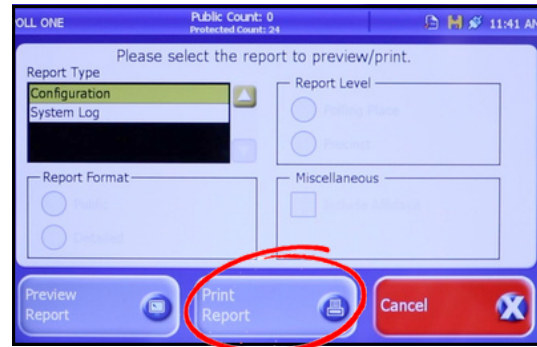 OLL ONE
Public Count: 0
Protected Count: 24
11:41 AM
Please select the report to preview/print.
Report Type
Configuration
System Log
Report Level
Polling Place
Precinct
Report Format
Public
Detailed
Miscellaneous
Preview
Report
Print
Report
Cancel